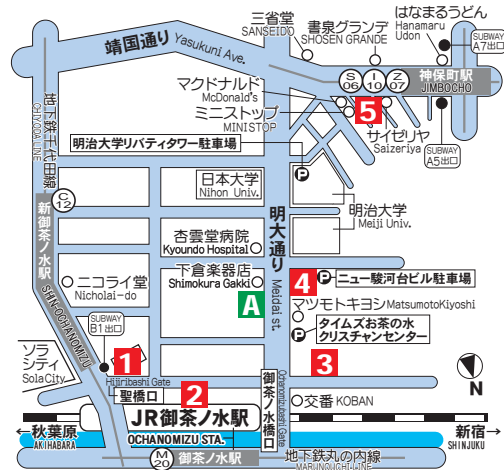 三省堂
SANSEIDO
書泉グランデ
SHOSEN GRANDE
はなまるうどん
Hanamaru
Udon
SUBWAY
A7出口
靖国通り Yasukuni Ave.
S
06
I
10
Z
07
神保町駅
JIMBOCHO
マクドナルド
McDonald's
ミニストップ
MINISTOP
5
サイゼリヤ
Saizeriya
SUBWAY
A5出口
地下鉄千代田線
CHIYODA LINE
明治大学リバティタワー駐車場
P
日本大学
Nihon Univ.
C
12
明大通り
Meidai st.
明治大学
Meiji Univ.
新御茶ノ水駅
SHIN-OCHANOMIZU
杏雲堂病院
Kyoundo Hospital
ニコライ堂
Nicholai-do
下倉楽器店
Shimokura Gakki
A
4
P
ニュー駿河台ビル駐車場
マツモトキヨシ MatsumotoKiyoshi
P
タイムズお茶の水
クリスチャンセンター
SUBWAY
B1出口
ソラ
シティ
SolaCity
1
Hijiribashi Gate
聖橋口
2
3
御茶ノ水橋口
Ochanomizubashi Gate
交番 KOBAN
N
JR御茶ノ水駅
OCHANOMIZU STA.
←秋葉原
AKIHABARA
新宿→
SHINJUKU
M
20
御茶ノ水駅
地下鉄丸の内線
MARUNOUCHI LINE